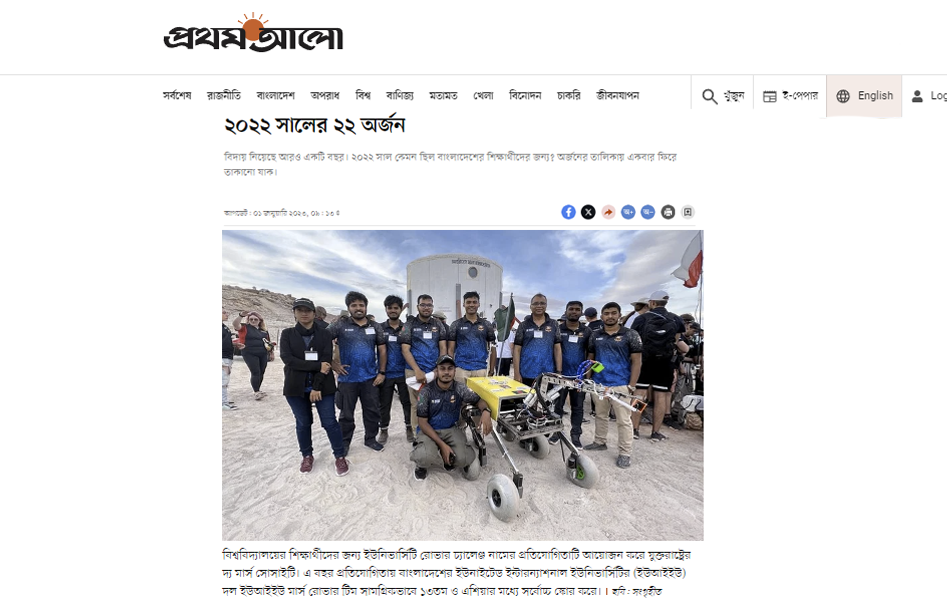 প্রথম আলো
সর্বশেষ রাজনীতি বাংলাদেশ অপরাধ বিশ্ব বাণিজ্য মতামত খেলা বিনোদন চাকরি জীবনযাপন খুঁজুন ই-পেপার English Log
২০২২ সালের ২২ অর্জন
বিদায় নিয়েছে আরও একটি বছর। ২০২২ সাল কেমন ছিল বাংলাদেশের শিক্ষার্থীদের জন্য? অর্জনের তালিকায় একবার ফিরে
তাকানো যাক।
আপডেট: ০১ জানুয়ারি ২০২৩, ০৯: ১৩
অ+ অ-
বিশ্ববিদ্যালয়ের শিক্ষার্থীদের জন্য ইউনিভার্সিটি রোভার চ্যালেঞ্জ নামের প্রতিযোগিতাটি আয়োজন করে যুক্তরাষ্ট্রের
দ্য মার্স সোসাইটি। এ বছর প্রতিযোগিতায় বাংলাদেশের ইউনাইটেড ইন্টারন্যাশনাল ইউনিভার্সিটির (ইউআইইউ)
দল ইউআইইউ মার্স রোভার টিম সামগ্রিকভাবে ১৩তম ও এশিয়ার মধ্যে সর্বোচ্চ স্কোর করে। । ছবি: সংগৃহীত